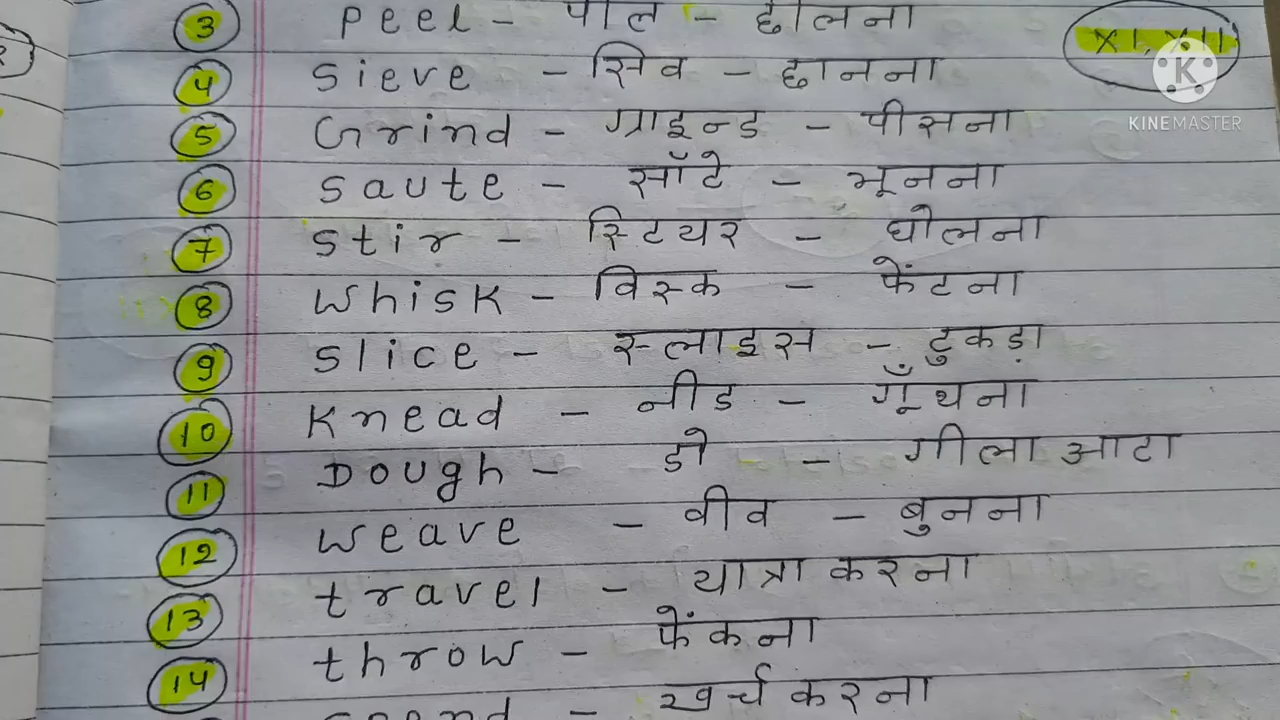 3 Peel - पील - छीलना
XI, XII
4 Sieve - सिव - छानना
KINEMASTER
5 Grind - ग्राइन्ड - पीसना
6 Saute - सॉटे - भूनना
7 Stir - स्टियर - घोलना
8 Whisk - विस्क - फेंटना
9 Slice - स्लाइस - टुकड़ा
10 Knead - नीड - गूँथना
11 Dough - डो - गीला आटा
12 Weave - वीव - बुनना
13 travel - यात्रा करना
14 throw - फेंकना
spend - खर्च करना